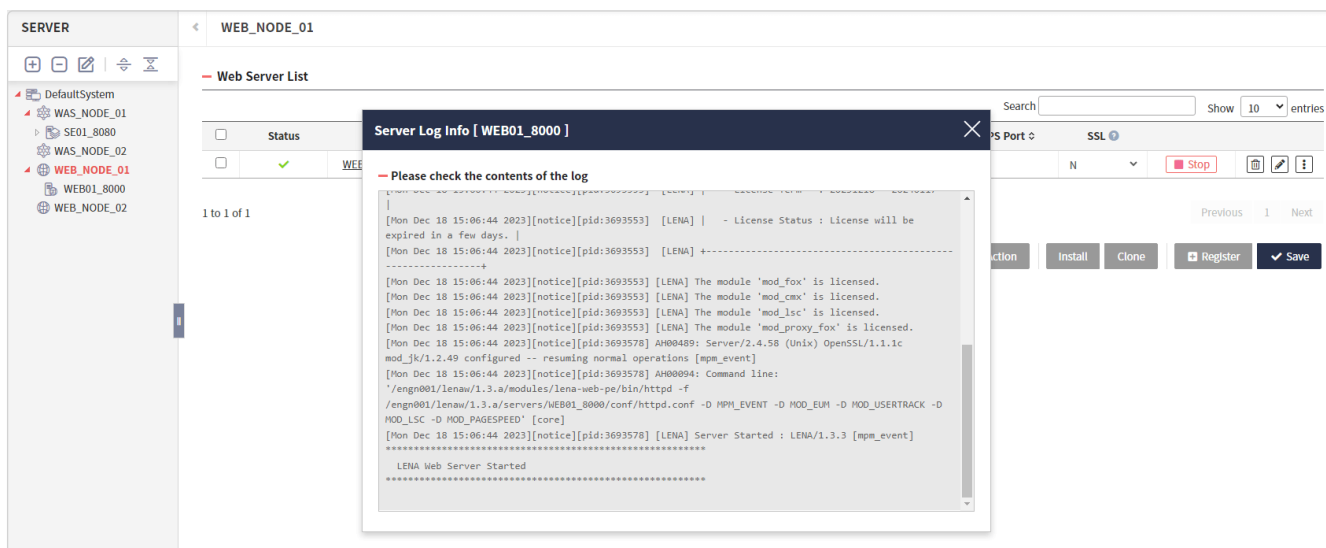 SERVER
WEB_NODE_01
DefaultSystem
WAS_NODE_01
SE01_8080
WAS_NODE_02
WEB_NODE_01
WEB01_8000
WEB_NODE_02
Web Server List
Search
Show 10 entries
Status
PS Port
SSL
WEB
N
Stop
1 to 1 of 1
Previous 1 Next
ction
Install
Clone
Register
Save
Server Log Info [ WEB01_8000 ]
Please check the contents of the log
|
[Mon Dec 18 15:06:44 2023][notice][pid:3693553] [LENA] | - License Status : License will be
expired in a few days. |
[Mon Dec 18 15:06:44 2023][notice][pid:3693553] [LENA] +--------------------------------------------
-----------------+
[Mon Dec 18 15:06:44 2023][notice][pid:3693553] [LENA] The module 'mod_fox' is licensed.
[Mon Dec 18 15:06:44 2023][notice][pid:3693553] [LENA] The module 'mod_cmx' is licensed.
[Mon Dec 18 15:06:44 2023][notice][pid:3693553] [LENA] The module 'mod_lsc' is licensed.
[Mon Dec 18 15:06:44 2023][notice][pid:3693553] [LENA] The module 'mod_proxy_fox' is licensed.
[Mon Dec 18 15:06:44 2023][notice][pid:3693578] AH00489: Server/2.4.58 (Unix) OpenSSL/1.1.1c
mod_jk/1.2.49 configured -- resuming normal operations [mpm_event]
[Mon Dec 18 15:06:44 2023][notice][pid:3693578] AH00094: Command line:
'/engn001/lenaw/1.3.a/modules/lena-web-pe/bin/httpd -f
/engn001/lenaw/1.3.a/servers/WEB01_8000/conf/httpd.conf -D MPM_EVENT -D MOD_EUM -D MOD_USERTRACK -D
MOD_LSC -D MOD_PAGESPEED' [core]
[Mon Dec 18 15:06:44 2023][notice][pid:3693578] [LENA] Server Started : LENA/1.3.3 [mpm_event]
*********************************************************
LENA Web Server Started
*********************************************************